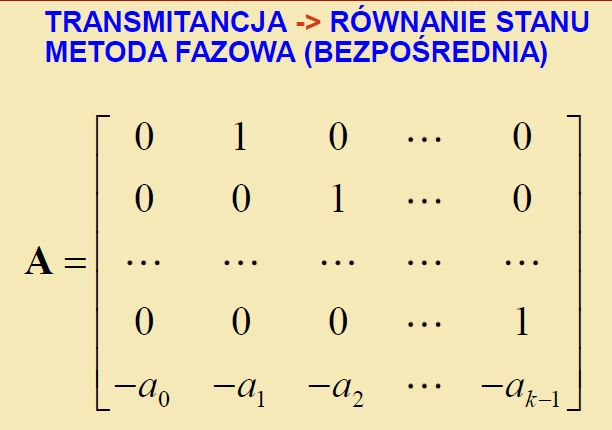 TRANSMITANCJA -> RÓWNANIE STANU
METODA FAZOWA (BEZPOŚREDNIA)
0 1 0 ⋯ 0
0 0 1 ⋯ 0
A = ⋯ ⋯ ⋯ ⋯ ⋯
0 0 0 ⋯ 1
−a₀ −a₁ −a₂ ⋯ −aₖ₋₁